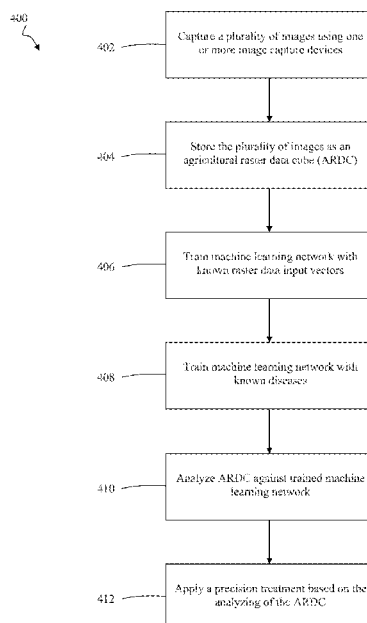 400
402
Capture a plurality of images using one
or more image capture devices
404
Store the plurality of images as an
agricultural raster data cube (ARDC)
406
Train machine learning network with
known raster data input vectors
408
Train machine learning network with
known diseases
410
Analyze ARDC against trained machine
learning network
412
Apply a precision treatment based on the
analyzing of the ARDC